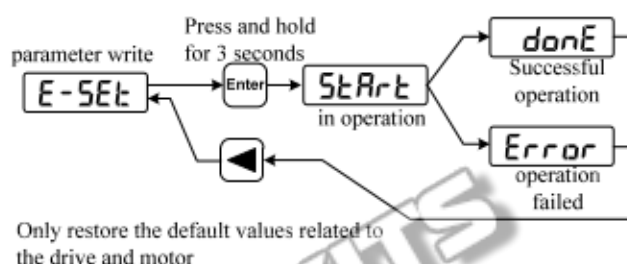 Press and hold
for 3 seconds
parameter write
E-SEt
Enter
StArt
in operation
donE
Successful
operation
Error
operation
failed
Only restore the default values related to
the drive and motor